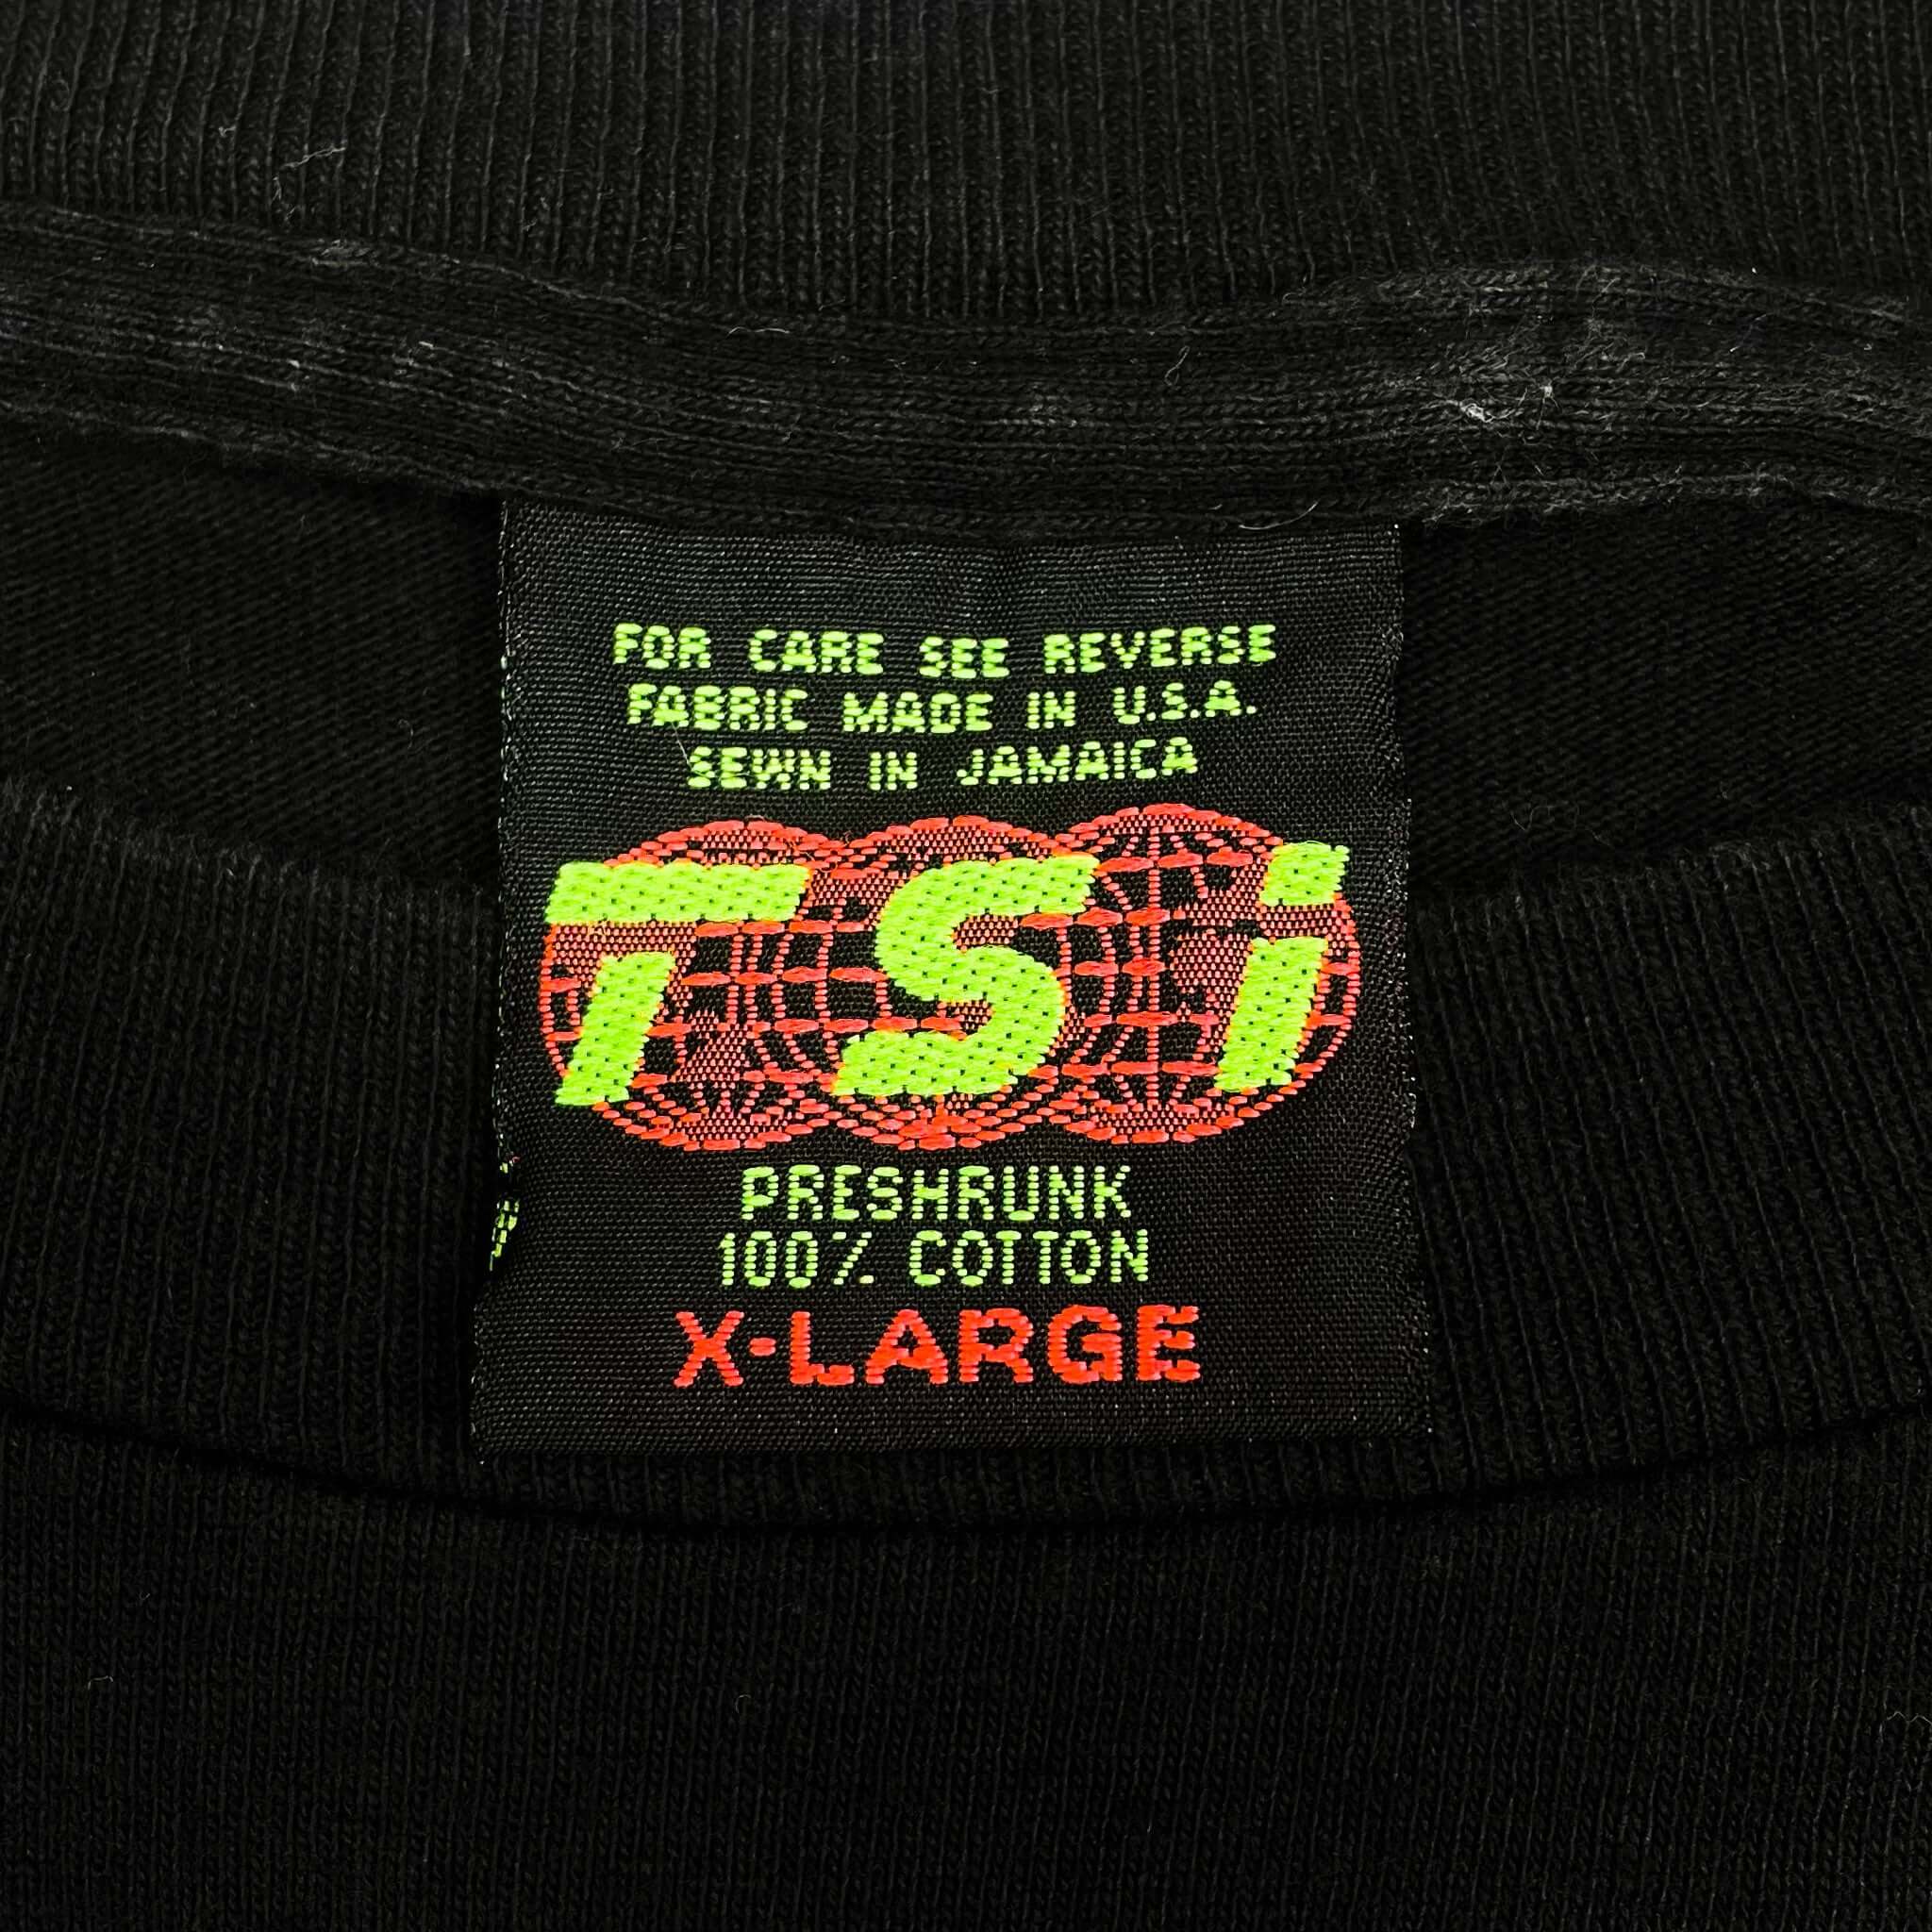 FOR CARE SEE REVERSE
FABRIC MADE IN U.S.A.
SEWN IN JAMAICA
TSi
PRESHRUNK
100% COTTON
X-LARGE